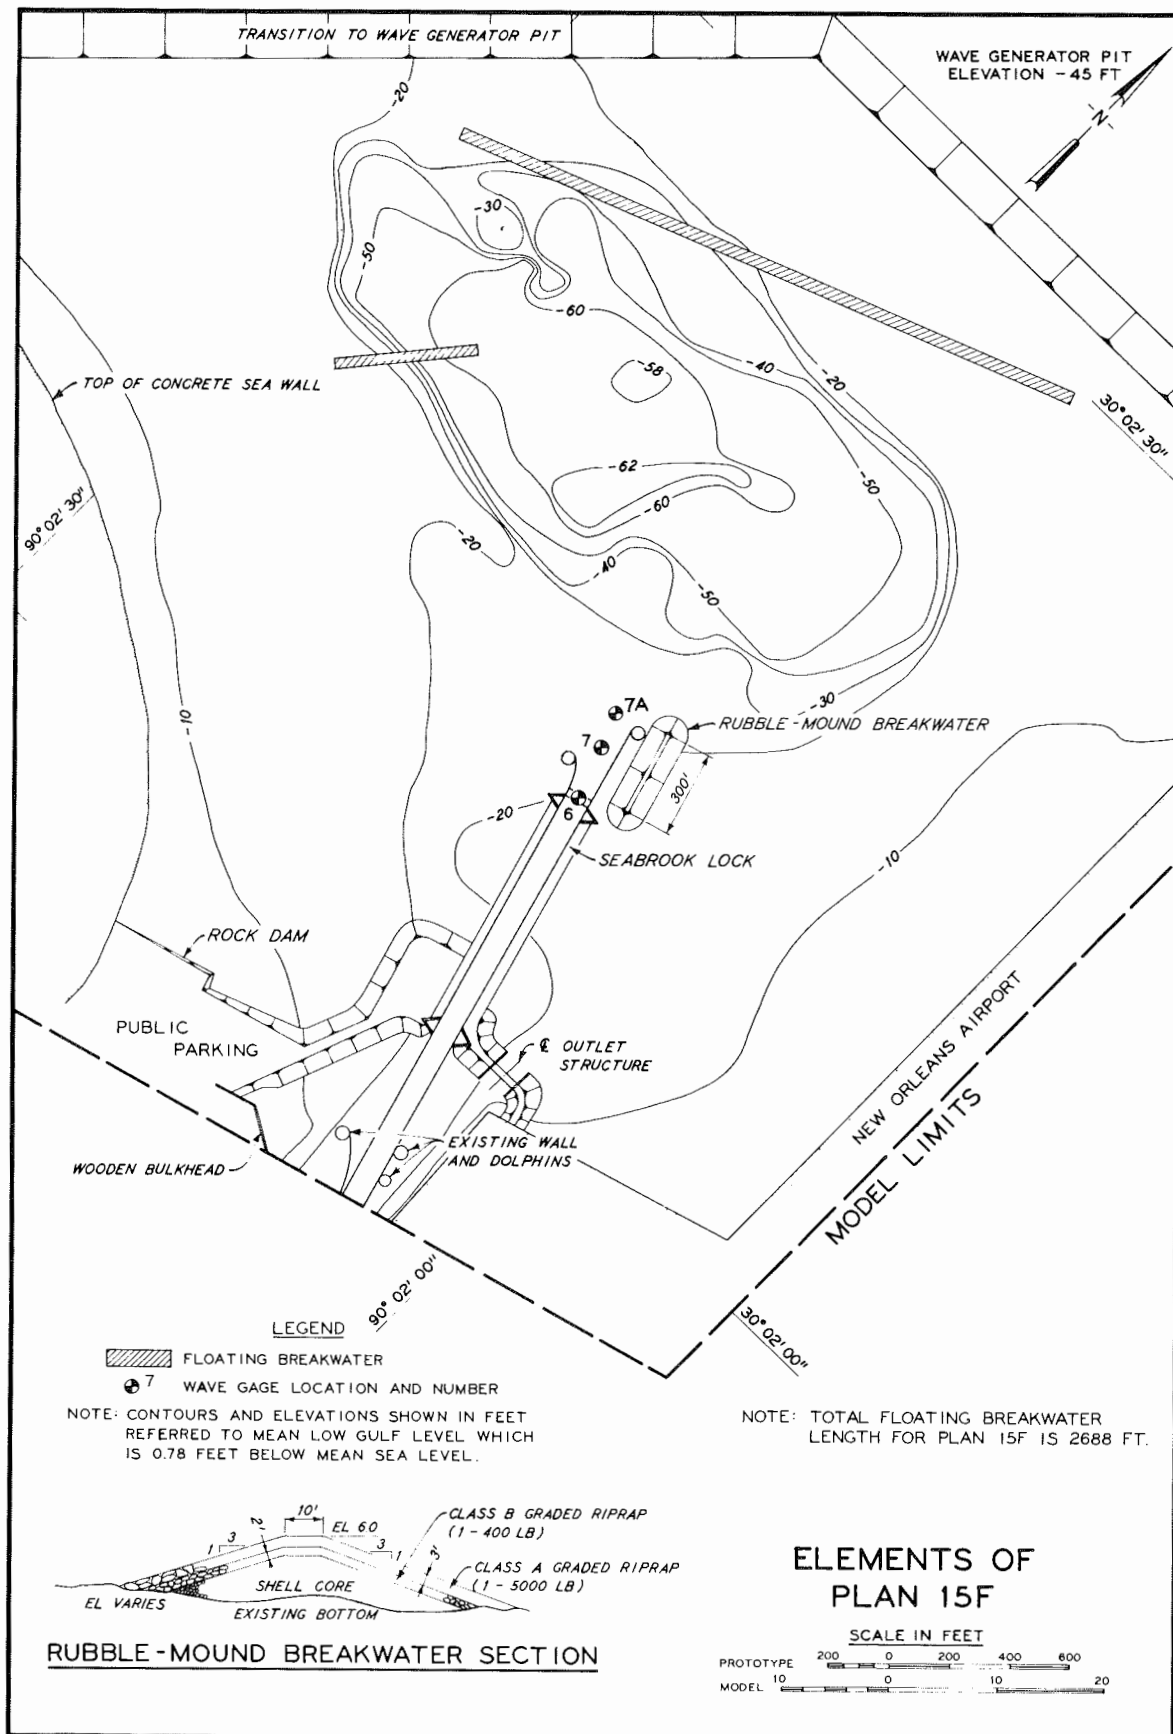 TRANSITION TO WAVE GENERATOR PIT
WAVE GENERATOR PIT
ELEVATION -45 FT
-N-
-20
-30
-50
-60
-58
-40
-20
TOP OF CONCRETE SEA WALL
30° 02' 30"
-62
-50
-60
90° 02' 30"
-20
-40
-50
-30
-10
7A
RUBBLE-MOUND BREAKWATER
7
300'
6
-20
SEABROOK LOCK
-10
ROCK DAM
PUBLIC
PARKING
℄ OUTLET
STRUCTURE
NEW ORLEANS AIRPORT
MODEL LIMITS
EXISTING WALL
AND DOLPHINS
WOODEN BULKHEAD
90° 02' 00"
30° 02' 00"
LEGEND
FLOATING BREAKWATER
7 WAVE GAGE LOCATION AND NUMBER
NOTE: CONTOURS AND ELEVATIONS SHOWN IN FEET
REFERRED TO MEAN LOW GULF LEVEL WHICH
IS 0.78 FEET BELOW MEAN SEA LEVEL.
NOTE: TOTAL FLOATING BREAKWATER
LENGTH FOR PLAN 15F IS 2688 FT.
10'
2'
EL 6.0
1 3
3 1
3'
CLASS B GRADED RIPRAP
(1 - 400 LB)
CLASS A GRADED RIPRAP
(1 - 5000 LB)
SHELL CORE
EL VARIES
EXISTING BOTTOM
RUBBLE-MOUND BREAKWATER SECTION
ELEMENTS OF
PLAN 15F
SCALE IN FEET
PROTOTYPE 200 0 200 400 600
MODEL 10 0 10 20